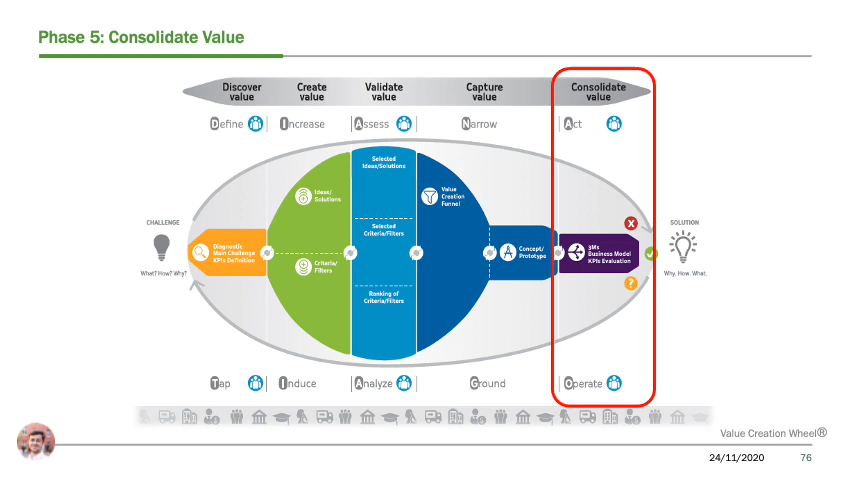 Phase 5: Consolidate Value
Discover
value
Create
value
Validate
value
Capture
value
Consolidate
value
Define
Increase
Assess
Narrow
Act
Selected
Ideas/Solutions
Ideas/
Solutions
Value
Creation
Funnel
CHALLENGE
What? How? Why?
Diagnostic
Main Challenge
KPIs Definition
Selected
Criteria/Filters
Criteria/
Filters
Ranking of
Criteria/Filters
Concept/
Prototype
3Ms
Business Model
KPIs Evaluation
?
SOLUTION
Why. How. What.
Tap
Induce
Analyze
Ground
Operate
Value Creation Wheel®
24/11/2020
76